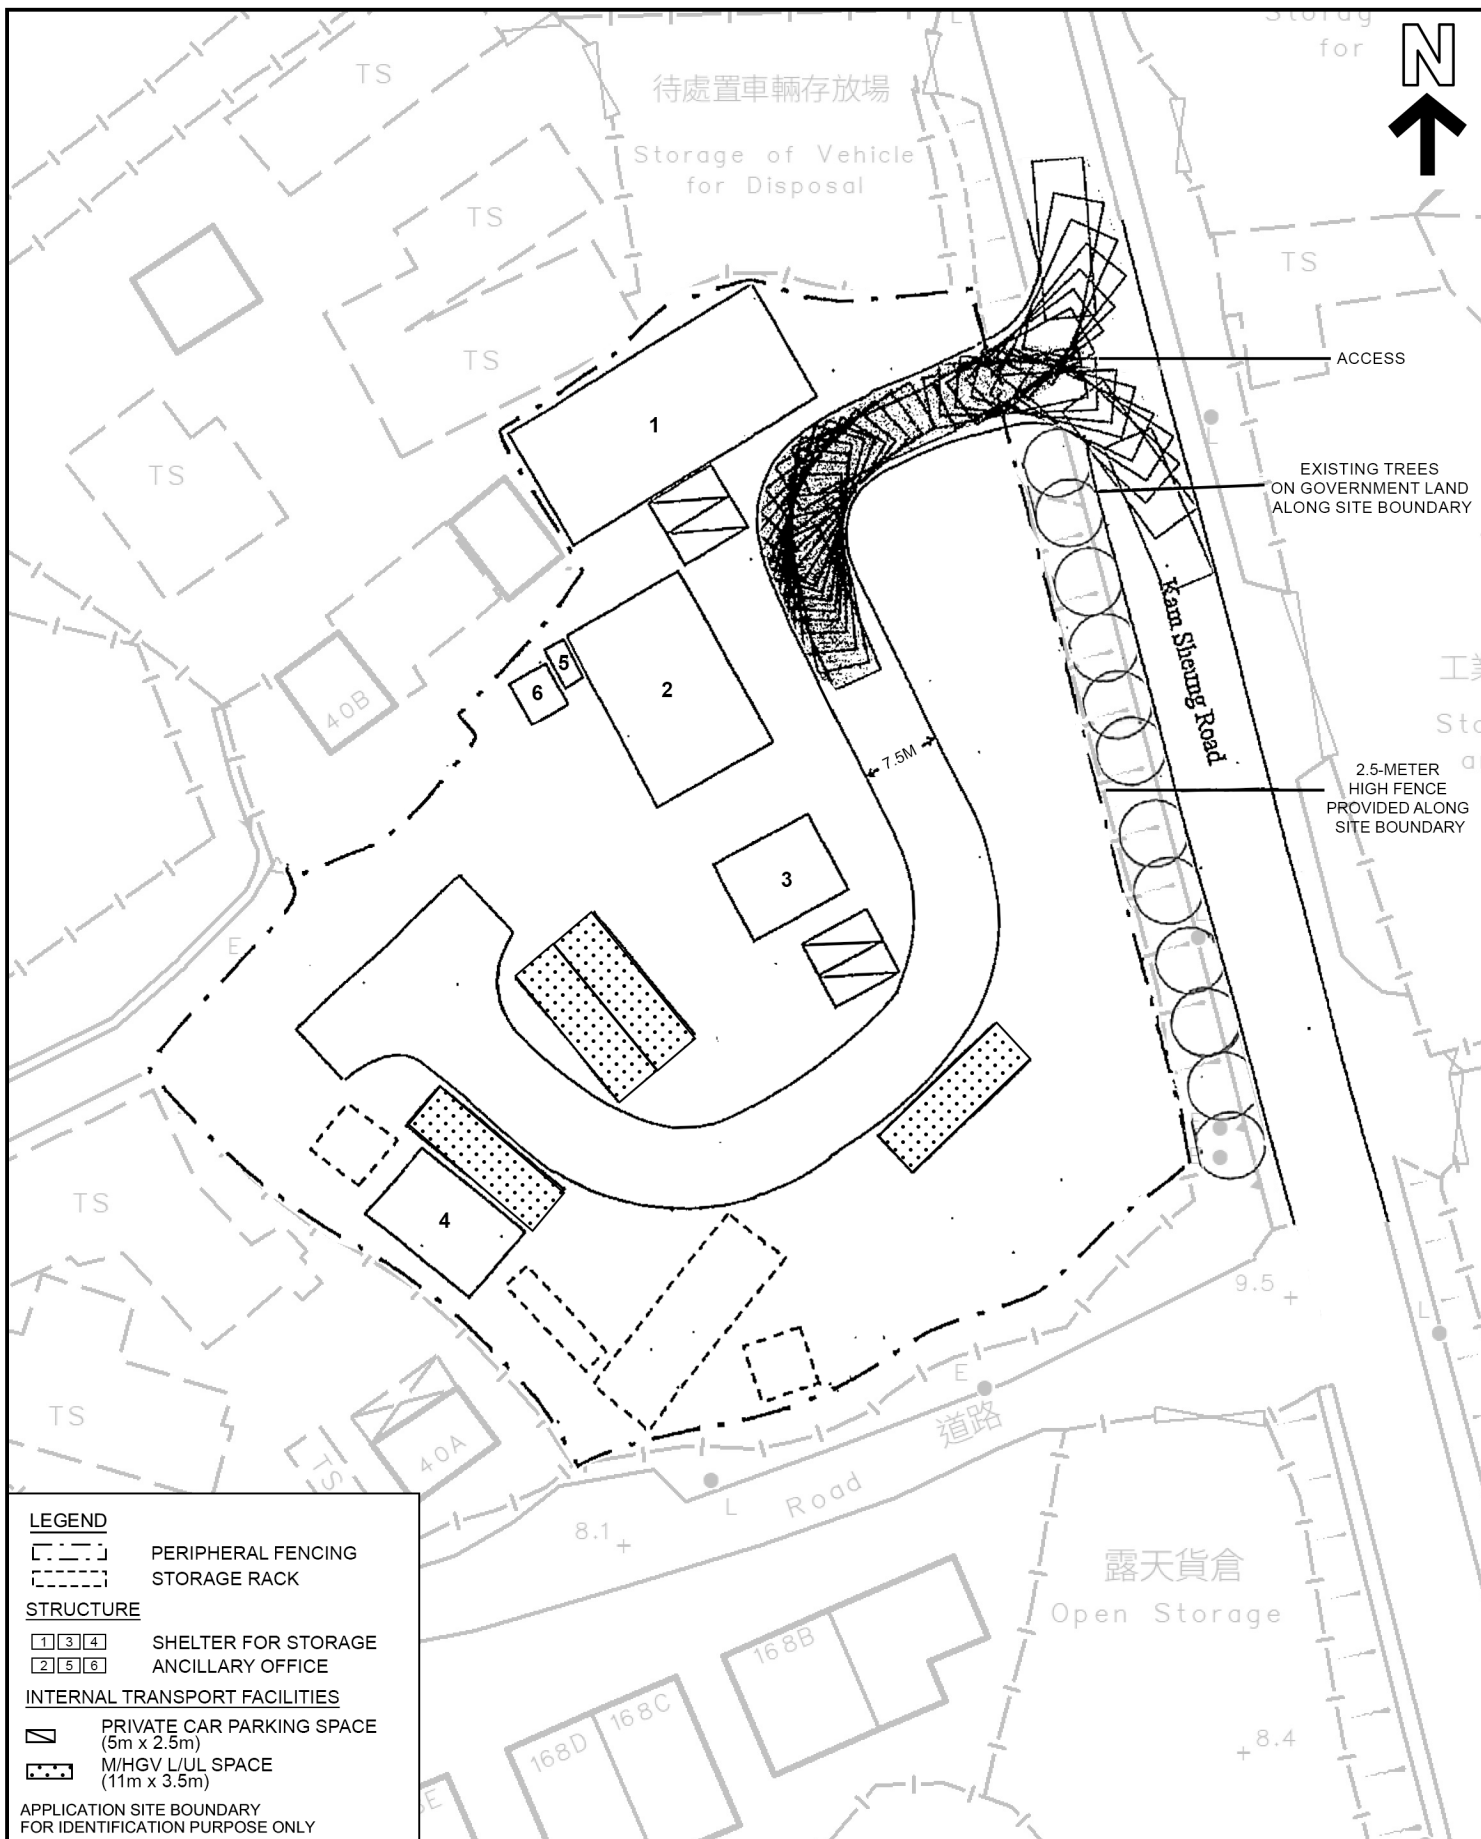 Storag
for
N
TS
待處置車輛存放場
Storage of Vehicle
for Disposal
L
TS
TS
TS
ACCESS
1
L
TS
EXISTING TREES
ON GOVERNMENT LAND
ALONG SITE BOUNDARY
Kam Sheung Road
5
6
2
40B
7.5M
2.5-METER
HIGH FENCE
PROVIDED ALONG
SITE BOUNDARY
3
E
TS
4
9.5
L
E
道路
TS
TS
40A
L
Road
8.1
露天貨倉
Open Storage
168B
168C
168D
8.4
LEGEND
PERIPHERAL FENCING
STORAGE RACK
STRUCTURE
1 3 4 SHELTER FOR STORAGE
2 5 6 ANCILLARY OFFICE
INTERNAL TRANSPORT FACILITIES
PRIVATE CAR PARKING SPACE
(5m x 2.5m)
M/HGV L/UL SPACE
(11m x 3.5m)
APPLICATION SITE BOUNDARY
FOR IDENTIFICATION PURPOSE ONLY